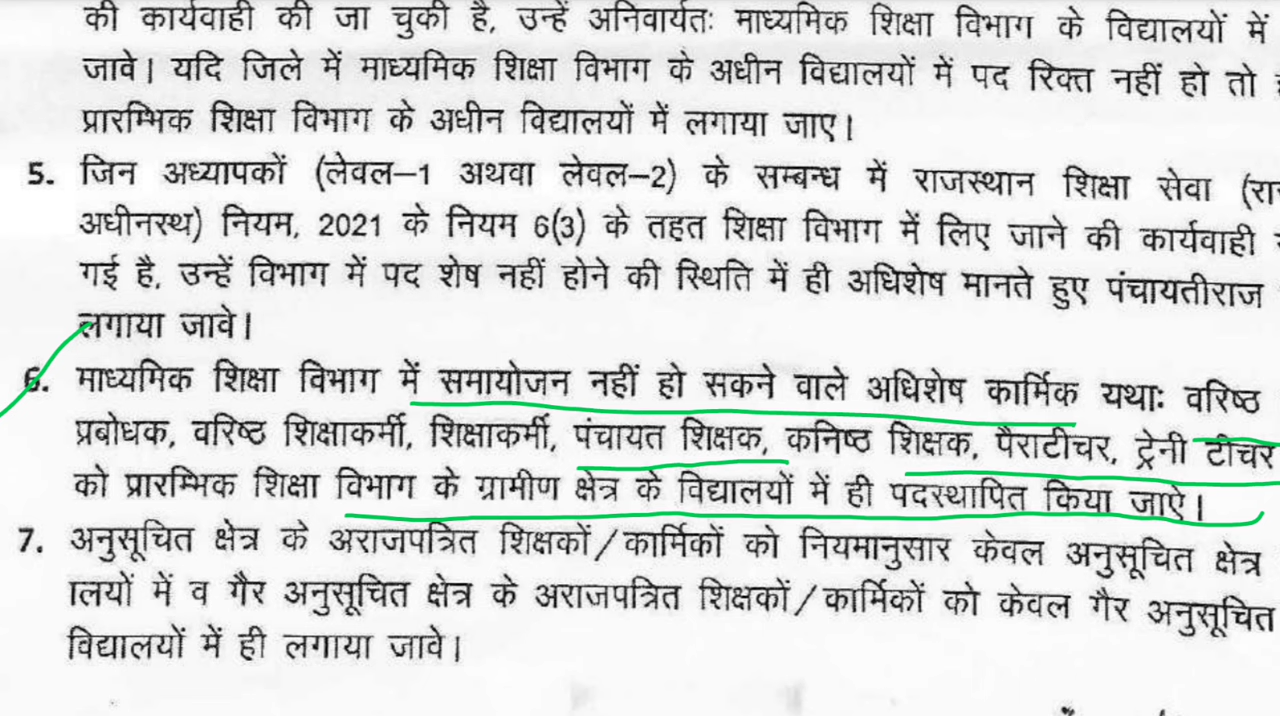 की कार्यवाही की जा चुकी है, उन्हें अनिवार्यतः माध्यमिक शिक्षा विभाग के विद्यालयों में
जावे। यदि जिले में माध्यमिक शिक्षा विभाग के अधीन विद्यालयों में पद रिक्त नहीं हो तो
प्रारम्भिक शिक्षा विभाग के अधीन विद्यालयों में लगाया जाए।
5. जिन अध्यापकों (लेवल–1 अथवा लेवल–2) के सम्बन्ध में राजस्थान शिक्षा सेवा
अधीनस्थ) नियम, 2021 के नियम 6(3) के तहत शिक्षा विभाग में लिए जाने की कार्यवाही
गई है, उन्हें विभाग में पद शेष नहीं होने की स्थिति में ही अधिशेष मानते हुए पंचायतीराज
लगाया जावे।
6. माध्यमिक शिक्षा विभाग में समायोजन नहीं हो सकने वाले अधिशेष कार्मिक यथाः वरिष्ठ
प्रबोधक, वरिष्ठ शिक्षाकर्मी, शिक्षाकर्मी, पंचायत शिक्षक, कनिष्ठ शिक्षक, पैराटीचर, ट्रेनी टीचर
को प्रारम्भिक शिक्षा विभाग के ग्रामीण क्षेत्र के विद्यालयों में ही पदस्थापित किया जाऐ।
7. अनुसूचित क्षेत्र के अराजपत्रित शिक्षकों/कार्मिकों को नियमानुसार केवल अनुसूचित क्षेत्र
लयों में व गैर अनुसूचित क्षेत्र के अराजपत्रित शिक्षकों/कार्मिकों को केवल गैर अनुसूचित
विद्यालयों में ही लगाया जावे।